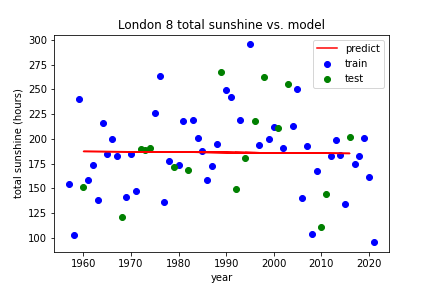 London 8 total sunshine vs. model
predict
train
test
300
275
250
225
200
175
150
125
100
total sunshine (hours)
1960
1970
1980
1990
2000
2010
2020
year